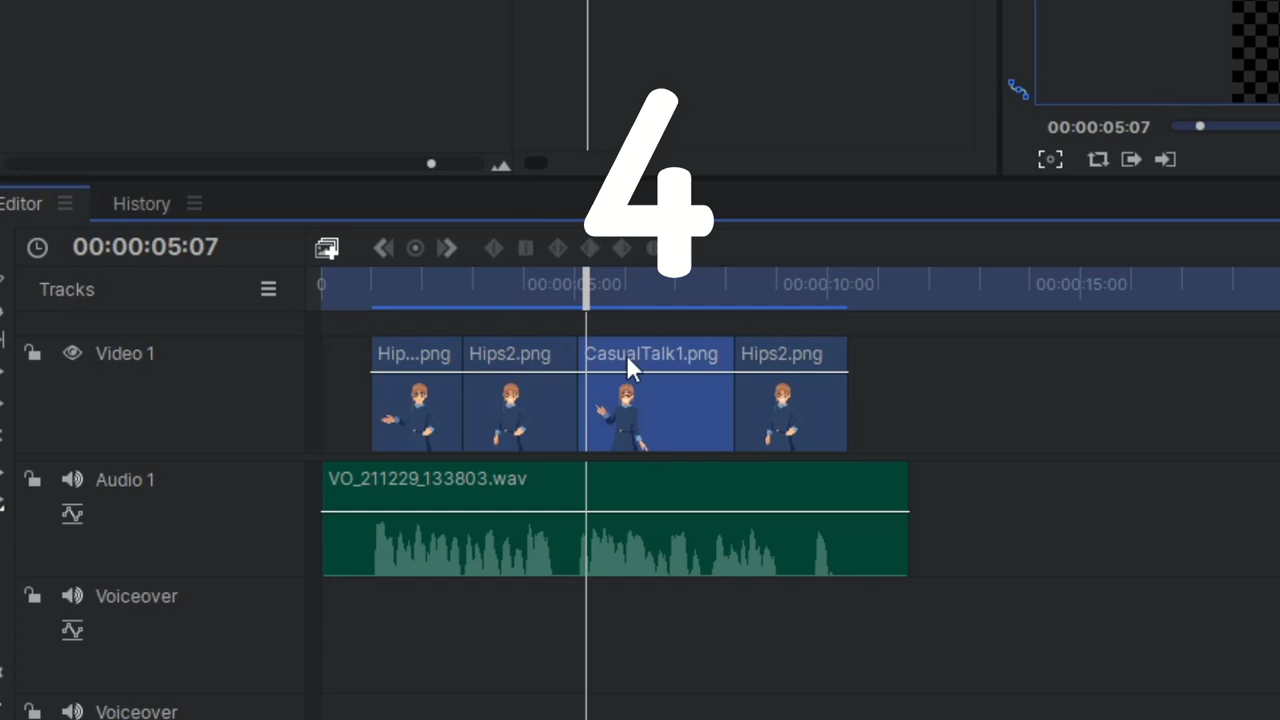 4
00:00:05:07
Editor
History
00:00:05:07
Tracks
0
00:00:05:00
00:00:10:00
00:00:15:00
Video 1
Hip...png
Hips2.png
CasualTalk1.png
Hips2.png
Audio 1
VO_211229_133803.wav
Voiceover
Voiceover